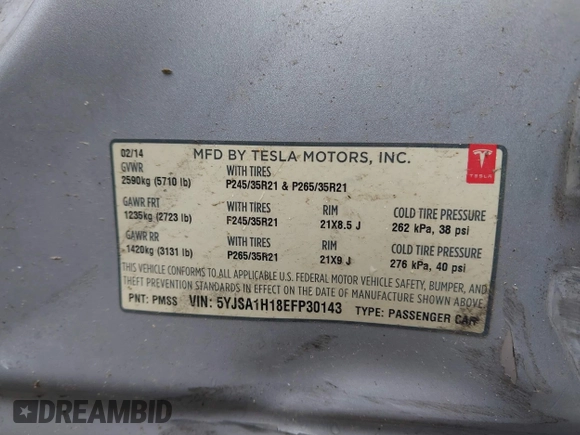 02/14
MFD BY TESLA MOTORS, INC.
GVWR
WITH TIRES
2590kg (5710 lb)
P245/35R21 & P265/35R21
TESLA
GAWR FRT
WITH TIRES
RIM
COLD TIRE PRESSURE
1235kg (2723 lb)
F245/35R21
21X8.5 J
262 kPa, 38 psi
GAWR RR
WITH TIRES
RIM
COLD TIRE PRESSURE
1420kg (3131 lb)
P265/35R21
21X9 J
276 kPa, 40 psi
THIS VEHICLE CONFORMS TO ALL APPLICABLE U.S. FEDERAL MOTOR VEHICLE SAFETY, BUMPER, AND
THEFT PREVENTION STANDARDS IN EFFECT ON THE DATE OF MANUFACTURE SHOWN ABOVE.
PNT: PMSS VIN: 5YJSA1H18EFP30143 TYPE: PASSENGER CAR
DREAMBID